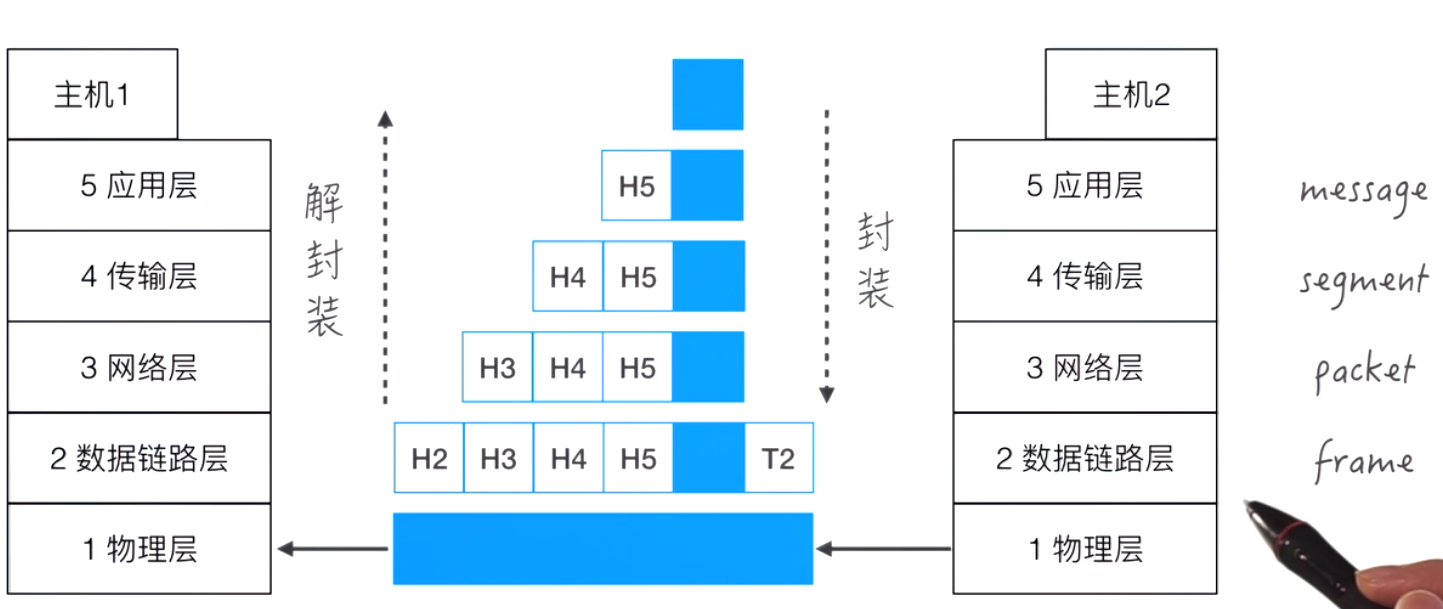 主机1
主机2
5 应用层
解封装
H5
封装
5 应用层
message
4 传输层
H4 H5
4 传输层
segment
3 网络层
H3 H4 H5
3 网络层
packet
2 数据链路层
H2 H3 H4 H5 T2
2 数据链路层
frame
1 物理层
1 物理层